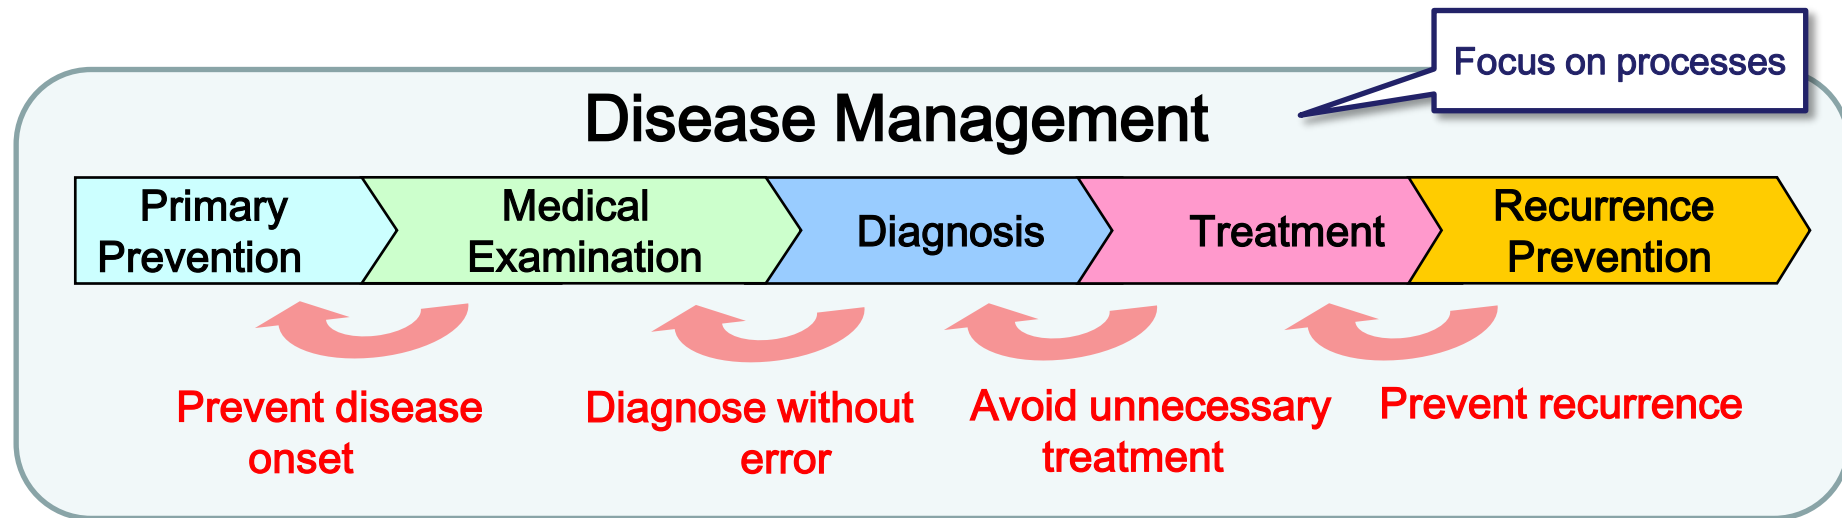 Focus on processes
Disease Management
Primary
Prevention
Medical
Examination
Diagnosis
Treatment
Recurrence
Prevention
Prevent disease
onset
Diagnose without
error
Avoid unnecessary
treatment
Prevent recurrence